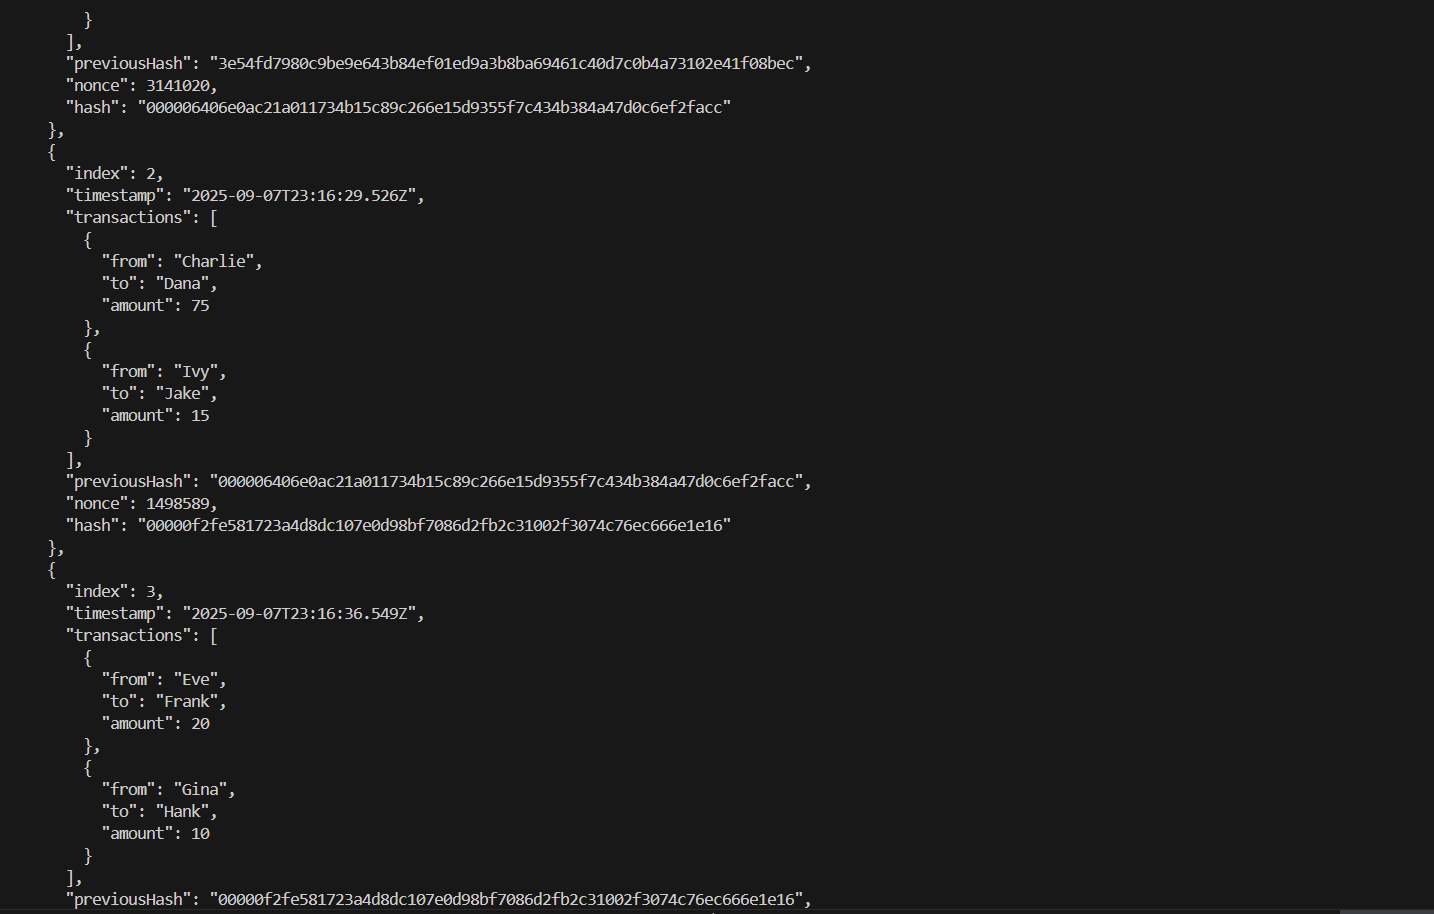 }
],
"previousHash": "3e54fd7980c9be9e643b84ef01ed9a3b8ba69461c40d7c0b4a73102e41f08bec",
"nonce": 3141020,
"hash": "000006406e0ac21a011734b15c89c266e15d9355f7c434b384a47d0c6ef2facc"
},
{
"index": 2,
"timestamp": "2025-09-07T23:16:29.526Z",
"transactions": [
{
"from": "Charlie",
"to": "Dana",
"amount": 75
},
{
"from": "Ivy",
"to": "Jake",
"amount": 15
}
],
"previousHash": "000006406e0ac21a011734b15c89c266e15d9355f7c434b384a47d0c6ef2facc",
"nonce": 1498589,
"hash": "00000f2fe581723a4d8dc107e0d98bf7086d2fb2c31002f3074c76ec666e1e16"
},
{
"index": 3,
"timestamp": "2025-09-07T23:16:36.549Z",
"transactions": [
{
"from": "Eve",
"to": "Frank",
"amount": 20
},
{
"from": "Gina",
"to": "Hank",
"amount": 10
}
],
"previousHash": "00000f2fe581723a4d8dc107e0d98bf7086d2fb2c31002f3074c76ec666e1e16",